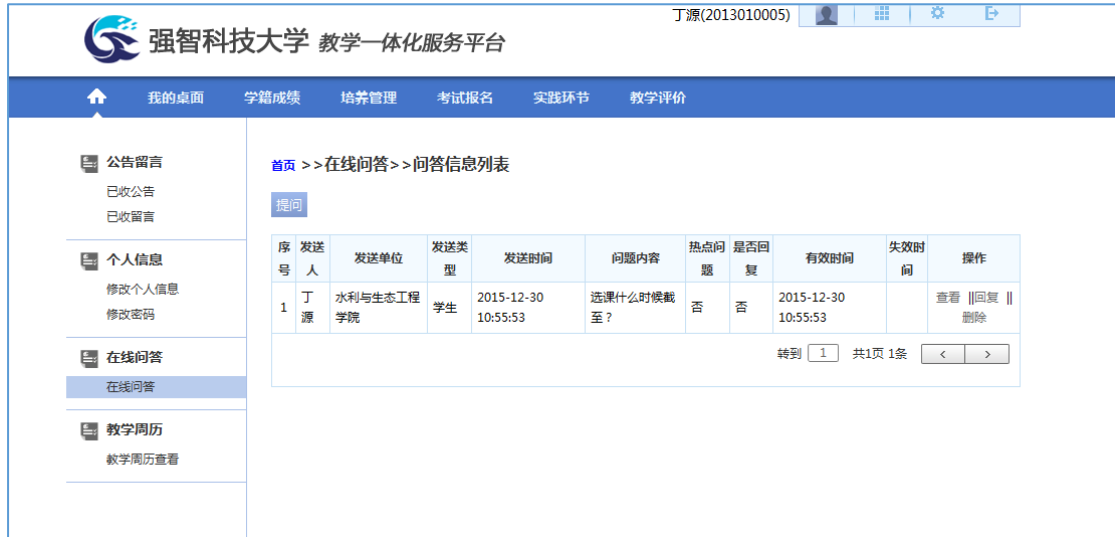 丁源(2013010005)
强智科技大学 教学一体化服务平台
我的桌面 学籍成绩 培养管理 考试报名 实践环节 教学评价
公告留言
已收公告
已收留言
个人信息
修改个人信息
修改密码
在线问答
在线问答
教学周历
教学周历查看
首页 >>在线问答>>问答信息列表
提问
序号 发送人 发送单位 发送类型 发送时间 问题内容 热点问题 是否回复 有效时间 失效时间 操作
1 丁源 水利与生态工程学院 学生 2015-12-30 10:55:53 选课什么时候截至？ 否 否 2015-12-30 10:55:53 查看 ||回复 ||删除
转到 1 共1页 1条 < >